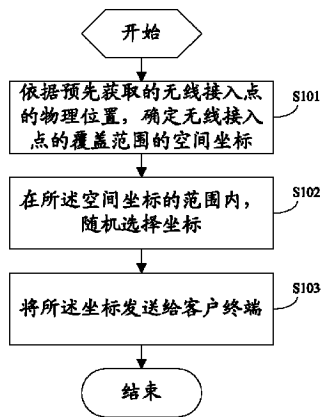 开始
依据预先获取的无线接入点
的物理位置，确定无线接入
点的覆盖范围的空间坐标
S101
在所述空间坐标的范围内，
随机选择坐标
S102
将所述坐标发送给客户终端
S103
结束